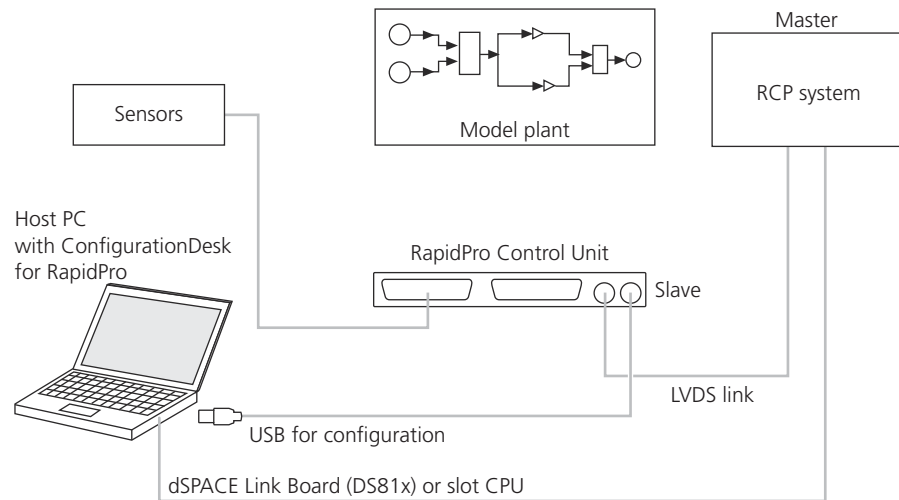 Master
RCP system
Sensors
Model plant
Host PC
with ConfigurationDesk
for RapidPro
RapidPro Control Unit
Slave
LVDS link
USB for configuration
dSPACE Link Board (DS81x) or slot CPU